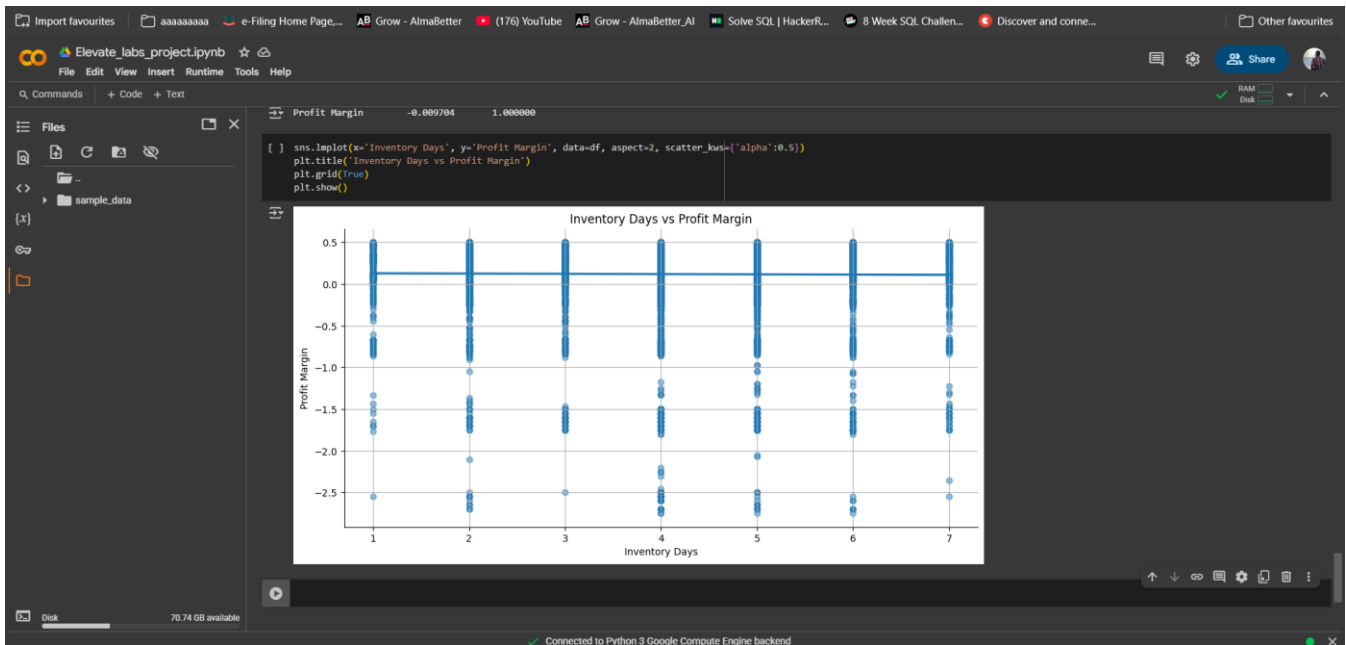 Import favourites aaaaaaaaa e-Filing Home Page,... AB Grow - AlmaBetter (176) YouTube AB Grow - AlmaBetter_AI Solve SQL | HackerR... 8 Week SQL Challen... Discover and conne... Other favourites
CO Elevate_labs_project.ipynb
File Edit View Insert Runtime Tools Help
Share
Commands + Code + Text
RAM
Disk
Files
..
sample_data
{x}
Profit Margin -0.009704 1.000000
[ ] sns.lmplot(x='Inventory Days', y='Profit Margin', data=df, aspect=2, scatter_kws={'alpha':0.5})
plt.title('Inventory Days vs Profit Margin')
plt.grid(True)
plt.show()
Inventory Days vs Profit Margin
0.5
0.0
−0.5
−1.0
−1.5
−2.0
−2.5
Profit Margin
1 2 3 4 5 6 7
Inventory Days
Disk 70.74 GB available
Connected to Python 3 Google Compute Engine backend